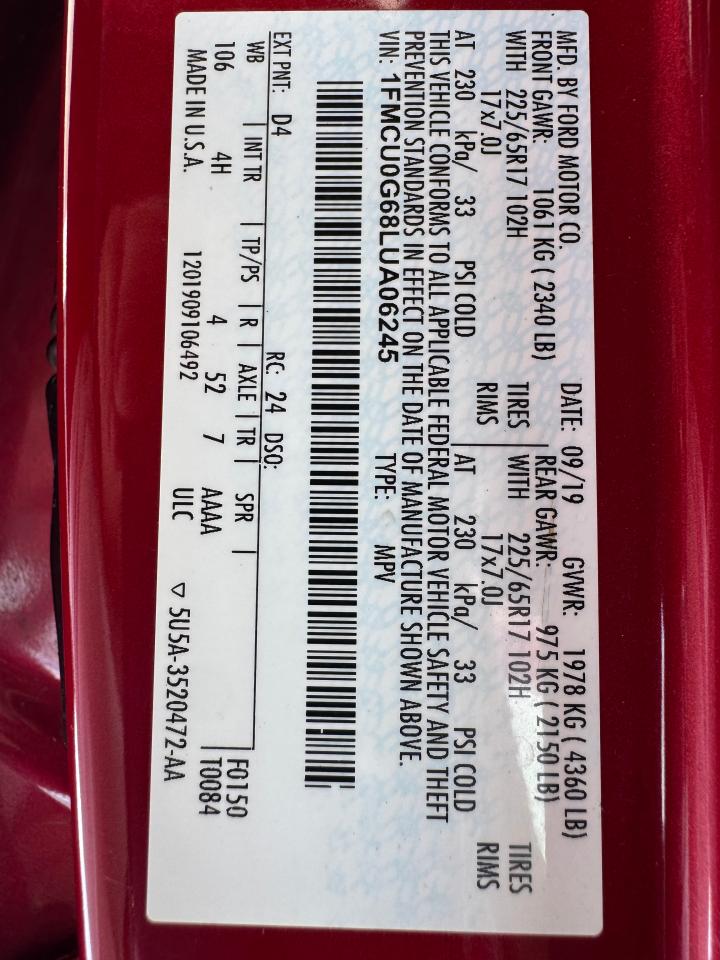 MFD. BY FORD MOTOR CO. DATE: 09/19 GVWR: 1978 KG ( 4360 LB)
FRONT GAWR: 1061 KG ( 2340 LB) REAR GAWR: 975 KG ( 2150 LB)
WITH 225/65R17 102H TIRES WITH 225/65R17 102H TIRES
17x7.0J RIMS 17x7.0J RIMS
AT 230 kPa/ 33 PSI COLD AT 230 kPa/ 33 PSI COLD
THIS VEHICLE CONFORMS TO ALL APPLICABLE FEDERAL MOTOR VEHICLE SAFETY AND THEFT
PREVENTION STANDARDS IN EFFECT ON THE DATE OF MANUFACTURE SHOWN ABOVE.
VIN: 1FMCU0G68LUA06245 TYPE: MPV
EXT PNT: D4 RC: 24 DSO:
WB | INT TR | TP/PS | R | AXLE | TR | SPR | F0150
106 4H 4 52 7 AAAA T0084
MADE IN U.S.A. 1201909106492 ULC ▽ 5U5A-3520472-AA